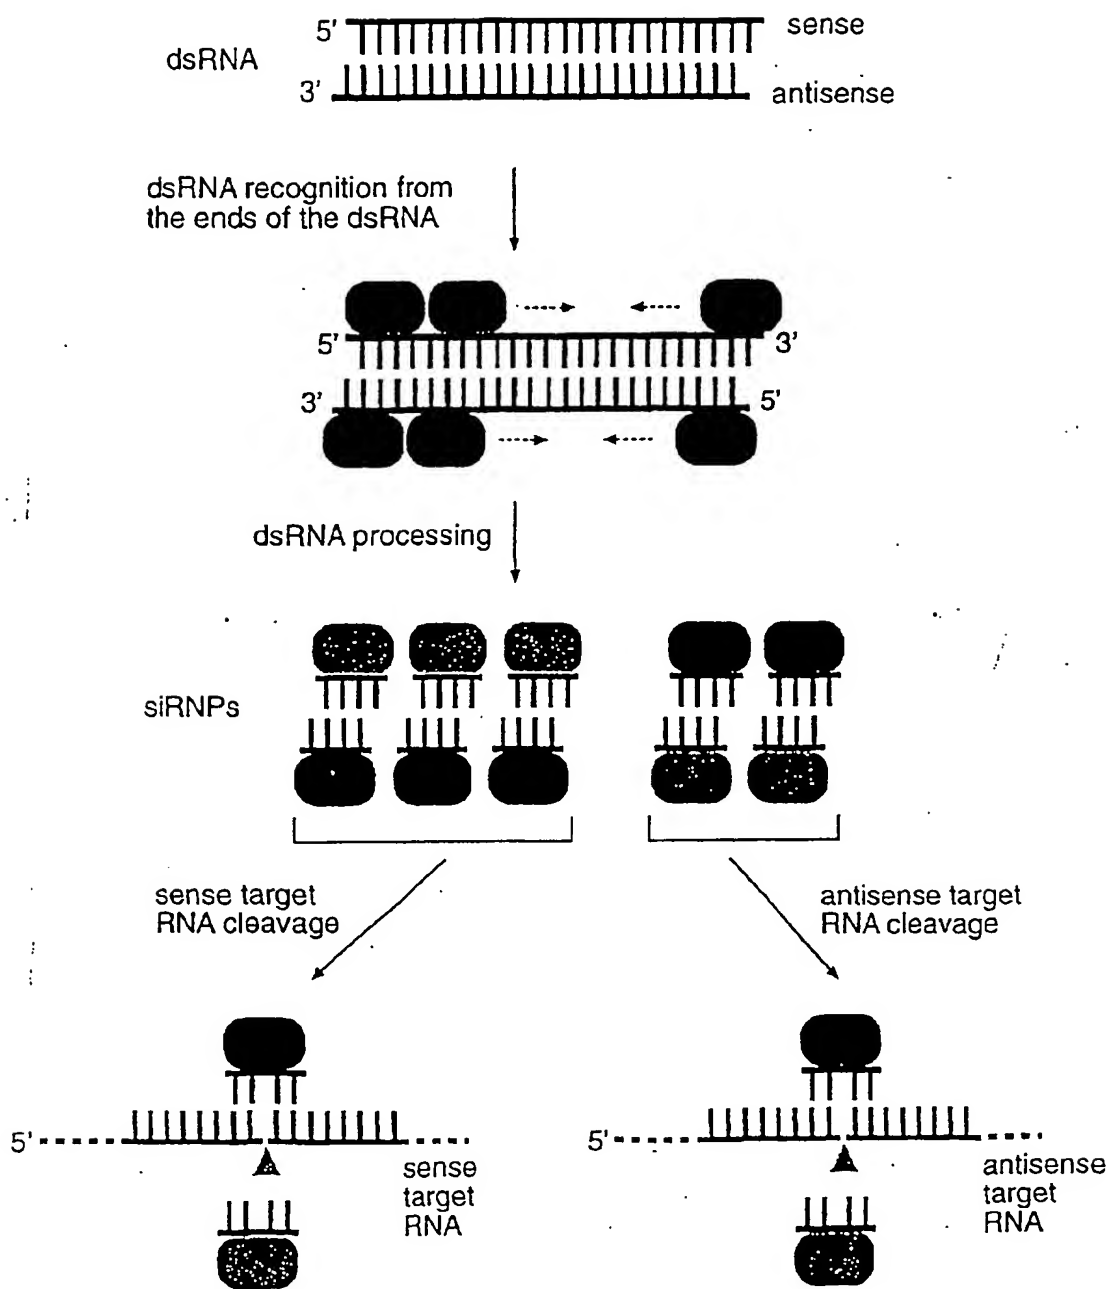 5'
sense
dsRNA
3'
antisense
dsRNA recognition from
the ends of the dsRNA
5'
3'
3'
5'
dsRNA processing
siRNPs
sense target
RNA cleavage
antisense target
RNA cleavage
5'
sense
target
RNA
5'
antisense
target
RNA